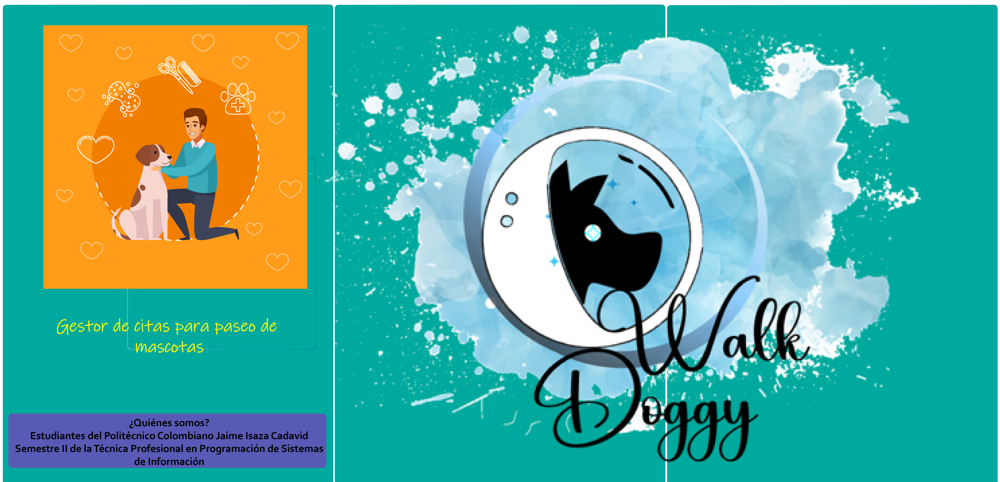 Gestor de citas para paseo de
mascotas
¿Quiénes somos?
Estudiantes del Politécnico Colombiano Jaime Isaza Cadavid
Semestre II de la Técnica Profesional en Programación de Sistemas
de Información
Walk
Doggy